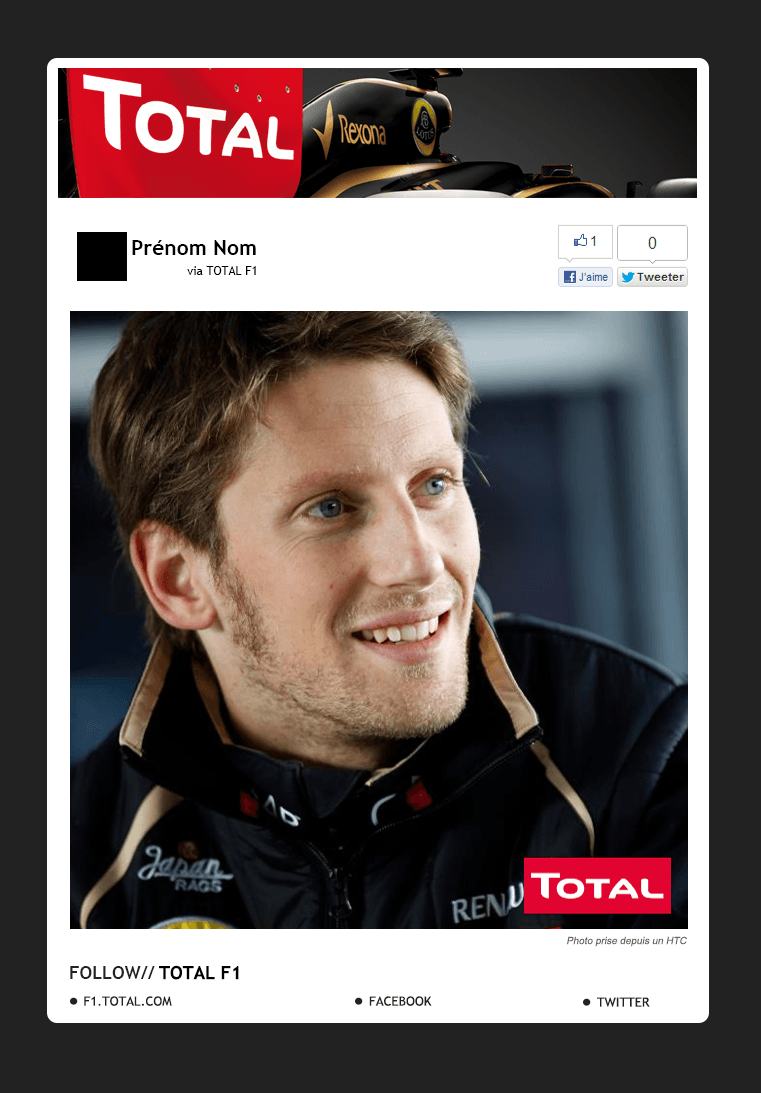 TOTAL
Rexona
LOTUS
Prénom Nom
via TOTAL F1
1
0
J'aime
Tweeter
Japan
RAGS
RENAU
TOTAL
Photo prise depuis un HTC
FOLLOW// TOTAL F1
F1.TOTAL.COM
FACEBOOK
TWITTER